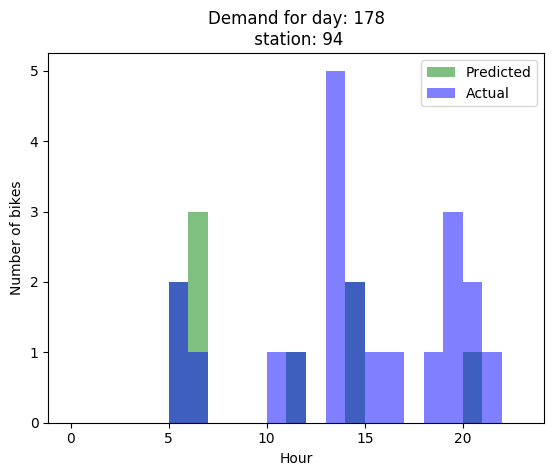 Demand for day: 178
station: 94
Predicted
Actual
5
4
3
2
1
0
Number of bikes
0 5 10 15 20
Hour